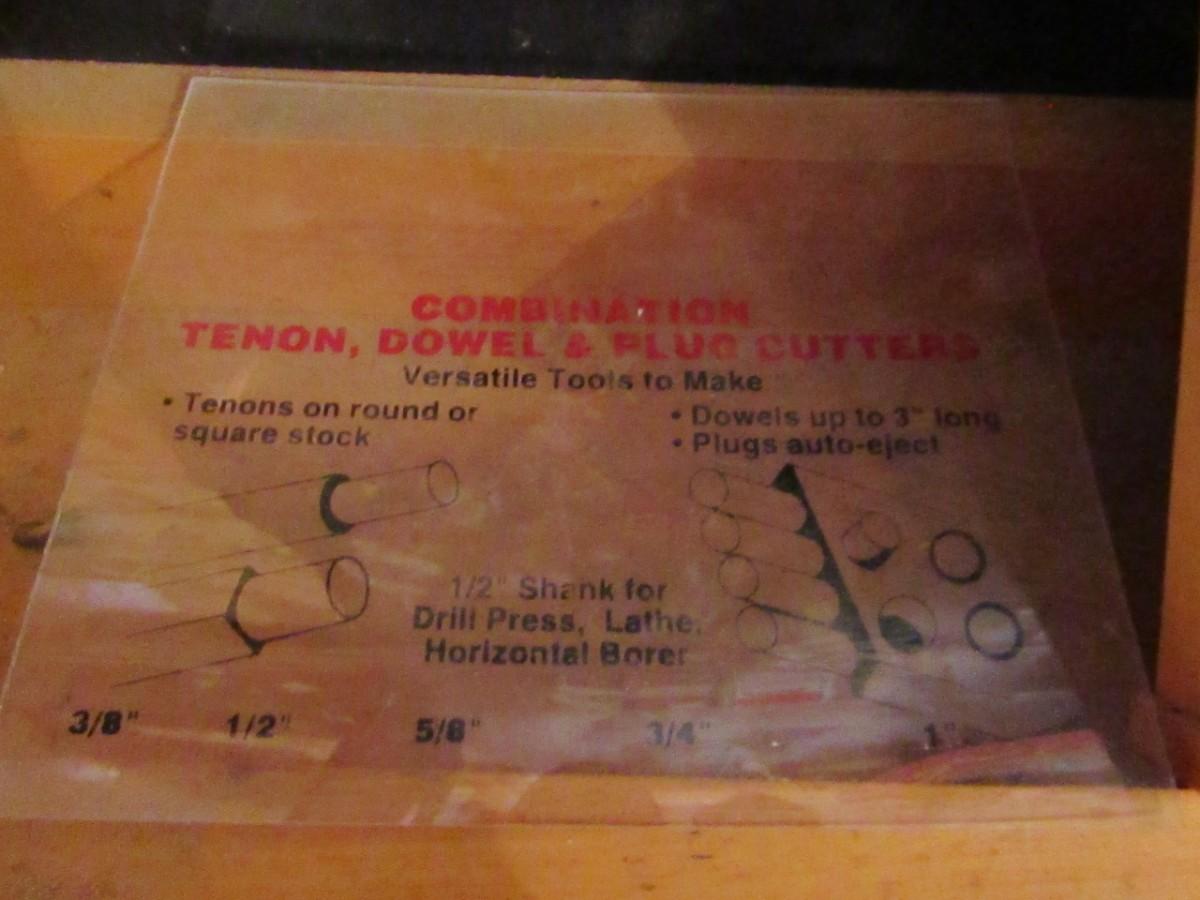 COMBINATION
TENON, DOWEL & PLUG CUTTERS
Versatile Tools to Make
• Tenons on round or
square stock
• Dowels up to 3" long
• Plugs auto-eject
1/2" Shank for
Drill Press, Lathe,
Horizontal Borer
3/8" 1/2" 5/8" 3/4" 1"